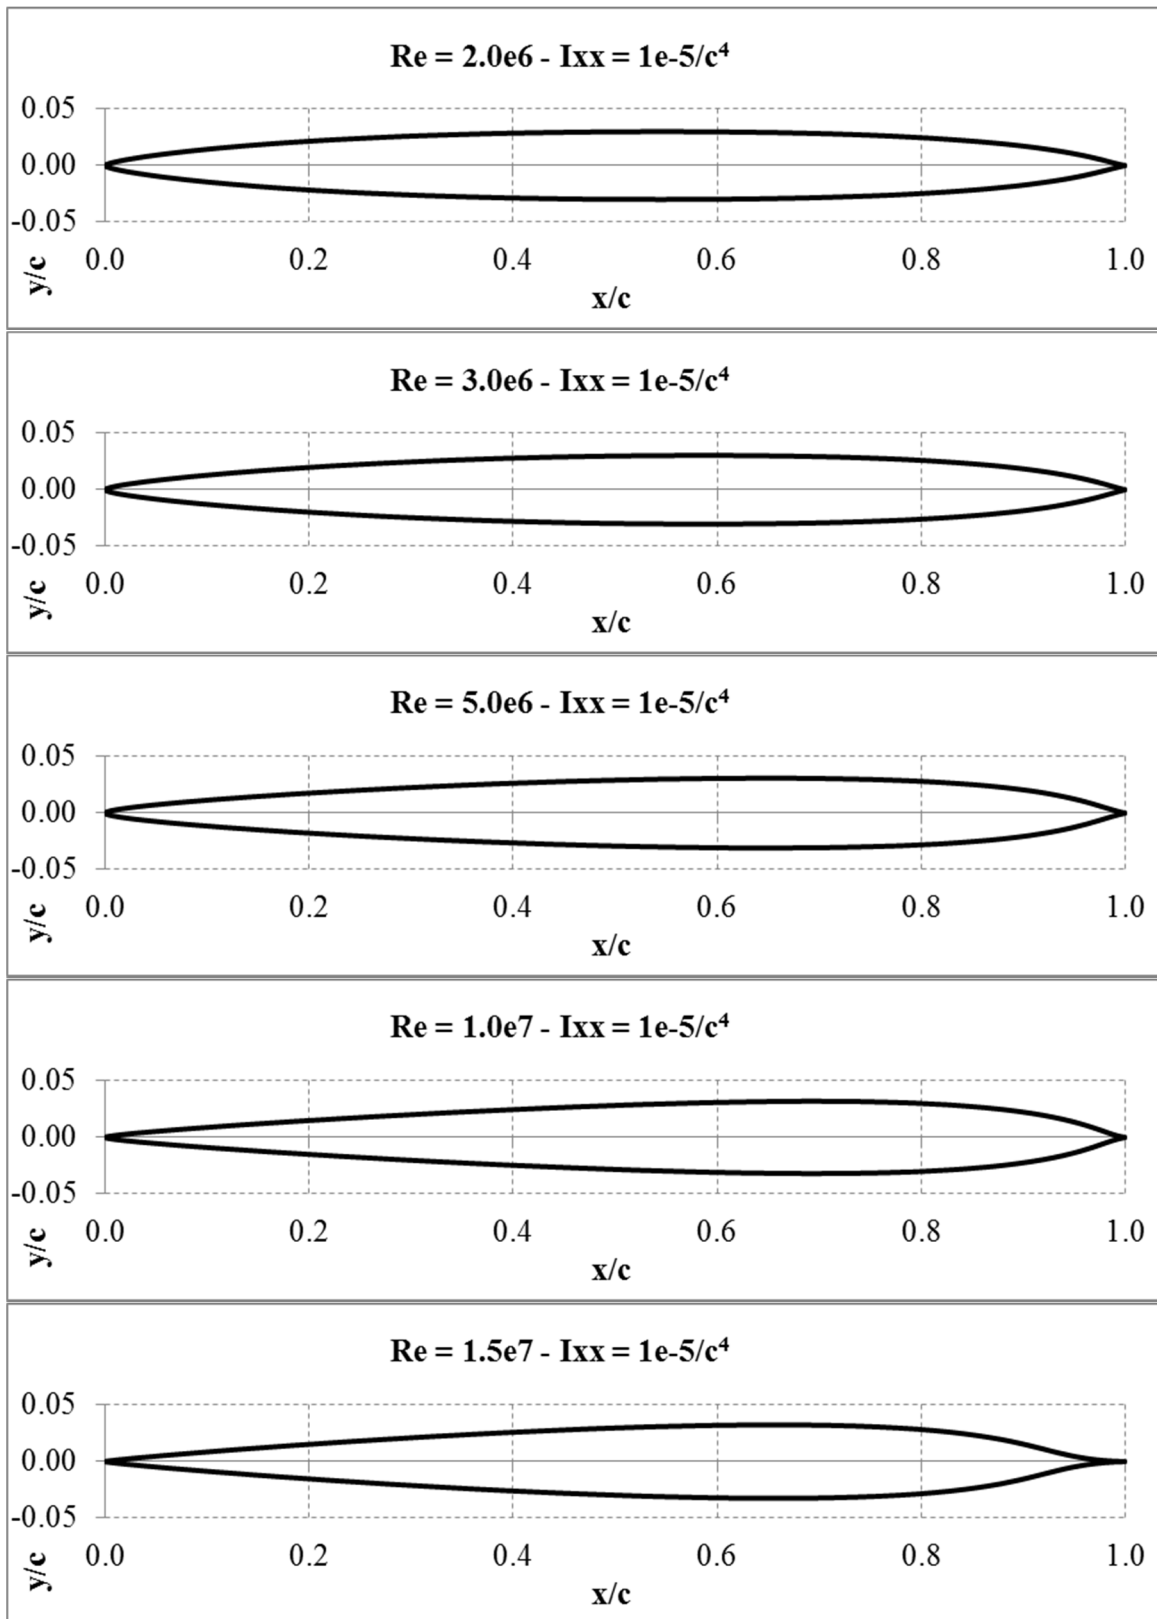 Re = 2.0e6 - Ixx = 1e-5/c⁴
0.05
0.00
-0.05
0.0 0.2 0.4 0.6 0.8 1.0
y/c
x/c
Re = 3.0e6 - Ixx = 1e-5/c⁴
0.05
0.00
-0.05
0.0 0.2 0.4 0.6 0.8 1.0
y/c
x/c
Re = 5.0e6 - Ixx = 1e-5/c⁴
0.05
0.00
-0.05
0.0 0.2 0.4 0.6 0.8 1.0
y/c
x/c
Re = 1.0e7 - Ixx = 1e-5/c⁴
0.05
0.00
-0.05
0.0 0.2 0.4 0.6 0.8 1.0
y/c
x/c
Re = 1.5e7 - Ixx = 1e-5/c⁴
0.05
0.00
-0.05
0.0 0.2 0.4 0.6 0.8 1.0
y/c
x/c